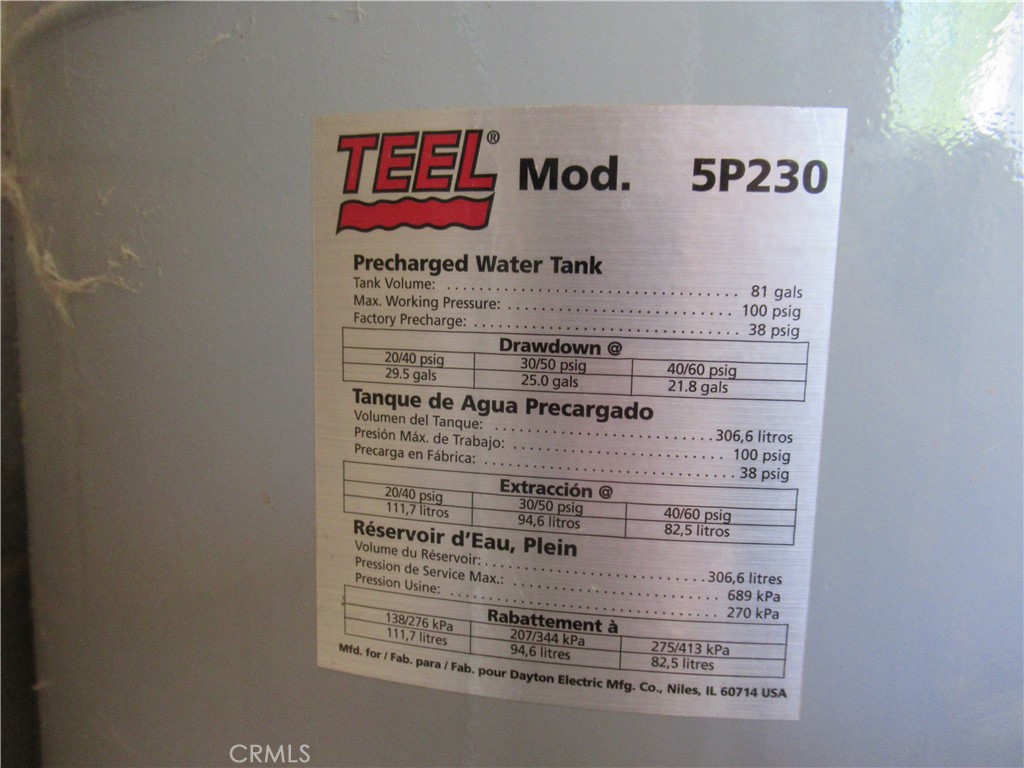 TEEL® Mod. 5P230
Precharged Water Tank
Tank Volume: ................................ 81 gals
Max. Working Pressure: ........................ 100 psig
Factory Precharge: ............................ 38 psig
Drawdown @
20/40 psig 30/50 psig 40/60 psig
29.5 gals 25.0 gals 21.8 gals
Tanque de Agua Precargado
Volumen del Tanque: ........................ 306,6 litros
Presión Máx. de Trabajo: ........................ 100 psig
Precarga en Fábrica: ............................ 38 psig
Extracción @
20/40 psig 30/50 psig 40/60 psig
111,7 litros 94,6 litros 82,5 litros
Réservoir d'Eau, Plein
Volume du Réservoir: ........................ 306,6 litres
Pression de Service Max.: ........................ 689 kPa
Pression Usine: ................................ 270 kPa
Rabattement à
138/276 kPa 207/344 kPa 275/413 kPa
111,7 litres 94,6 litres 82,5 litres
Mfd. for / Fab. para / Fab. pour Dayton Electric Mfg. Co., Niles, IL 60714 USA
CRMLS